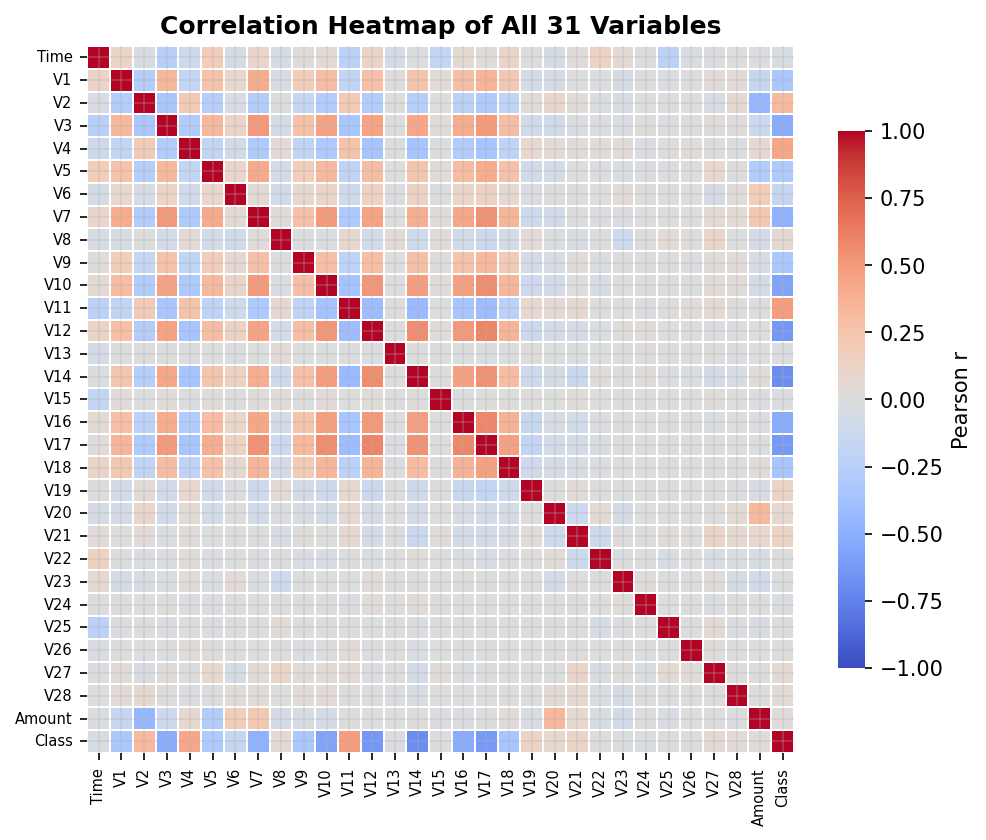 Correlation Heatmap of All 31 Variables
Time
V1
V2
V3
V4
V5
V6
V7
V8
V9
V10
V11
V12
V13
V14
V15
V16
V17
V18
V19
V20
V21
V22
V23
V24
V25
V26
V27
V28
Amount
Class
Time V1 V2 V3 V4 V5 V6 V7 V8 V9 V10 V11 V12 V13 V14 V15 V16 V17 V18 V19 V20 V21 V22 V23 V24 V25 V26 V27 V28 Amount Class
1.00
0.75
0.50
0.25
0.00
−0.25
−0.50
−0.75
−1.00
Pearson r